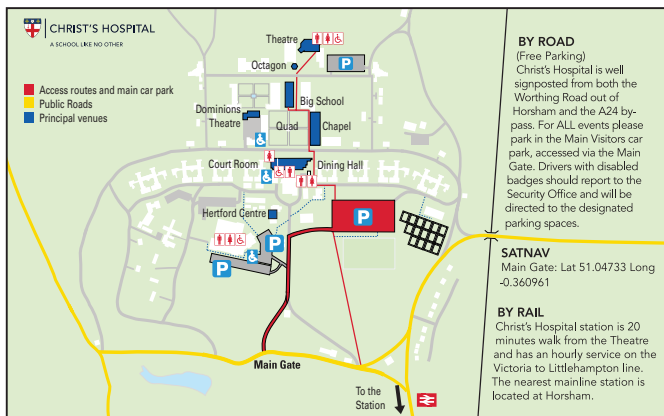 CHRIST'S HOSPITAL
A SCHOOL LIKE NO OTHER
Access routes and main car park
Public Roads
Principal venues
Theatre
P
Octagon
Big School
Dominions
Theatre
Quad
Chapel
Court Room
Dining Hall
Hertford Centre
P
P
P
Main Gate
To the
Station
BY ROAD
(Free Parking)
Christ's Hospital is well
signposted from both the
Worthing Road out of
Horsham and the A24 by-
pass. For ALL events please
park in the Main Visitors car
park, accessed via the Main
Gate. Drivers with disabled
badges should report to the
Security Office and will be
directed to the designated
parking spaces.
SATNAV
Main Gate: Lat 51.04733 Long
-0.360961
BY RAIL
Christ's Hospital station is 20
minutes walk from the Theatre
and has an hourly service on the
Victoria to Littlehampton line.
The nearest mainline station is
located at Horsham.